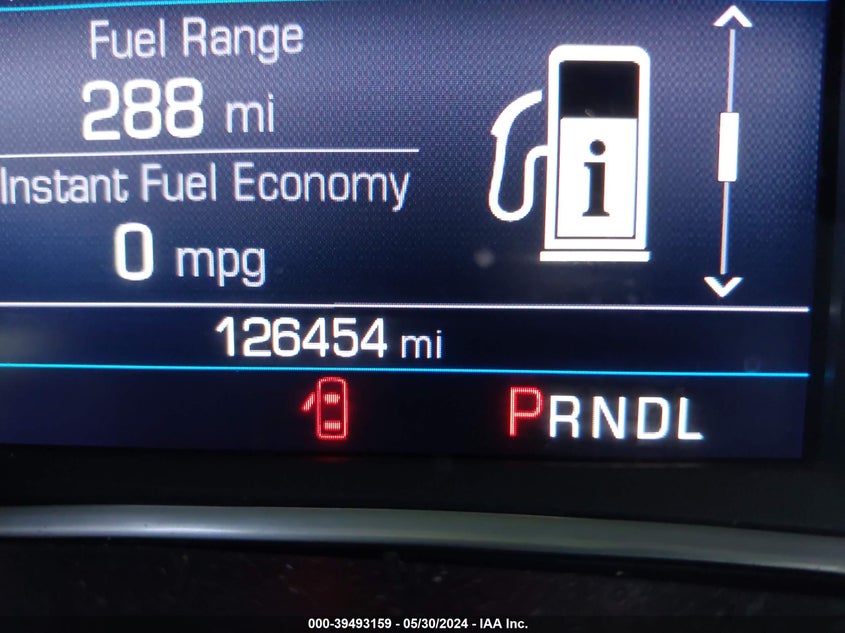 Fuel Range
288 mi
Instant Fuel Economy
0 mpg
i
126454 mi
PRNDL
000-39493159 - 05/30/2024 - IAA Inc.